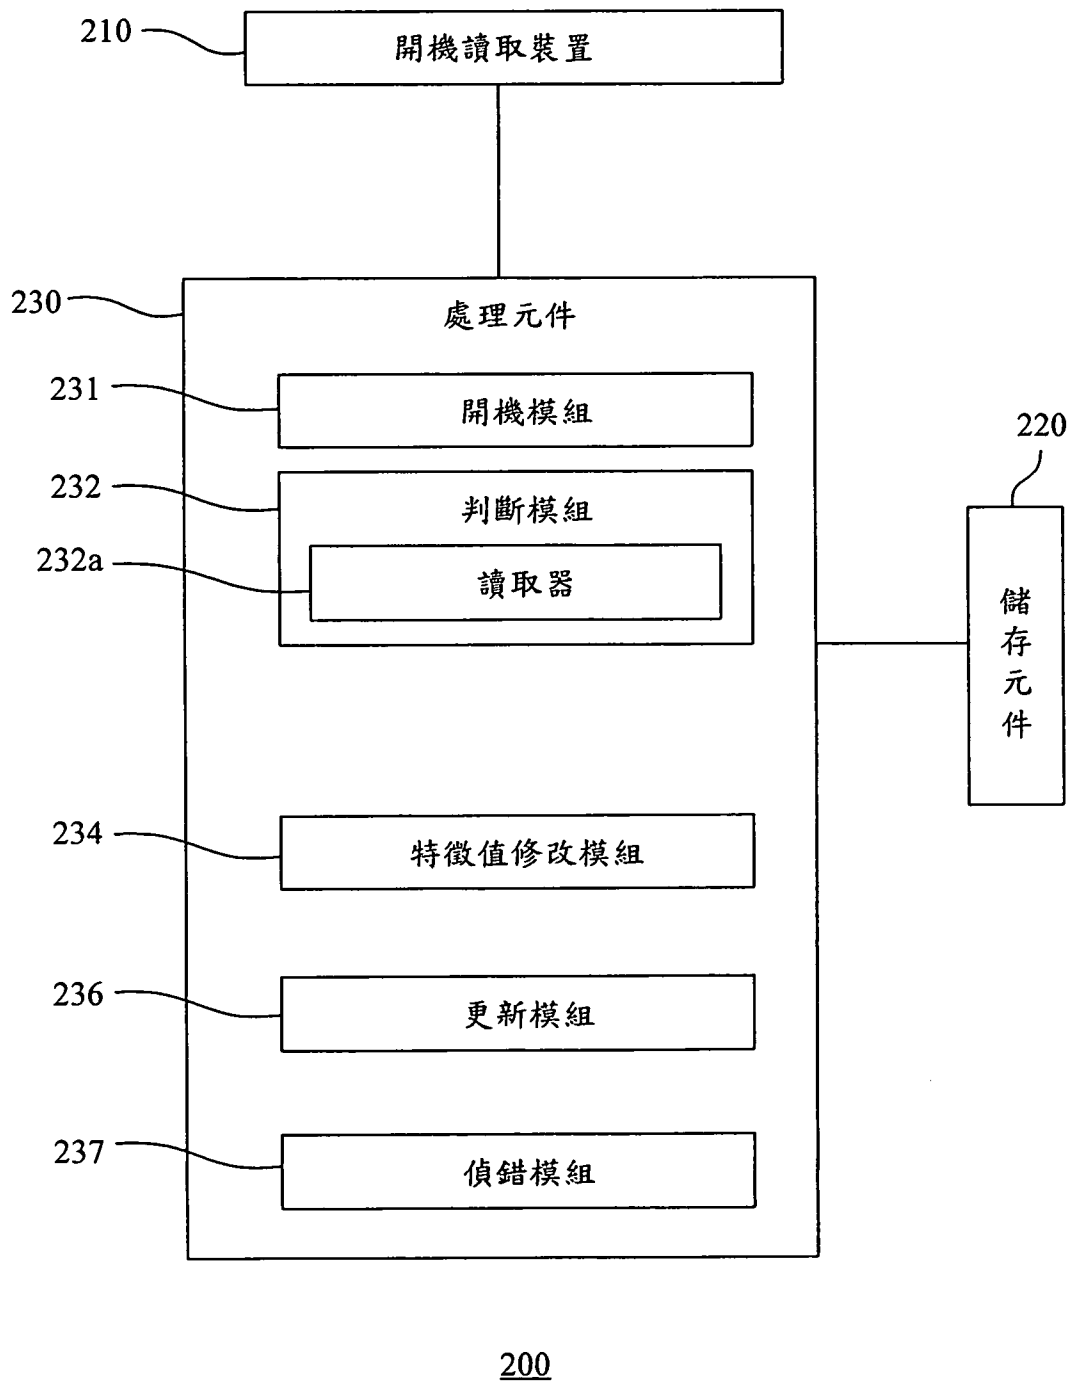 210
開機讀取裝置
230
處理元件
231
開機模組
220
232
判斷模組
232a
讀取器
儲存元件
234
特徵值修改模組
236
更新模組
237
偵錯模組
200